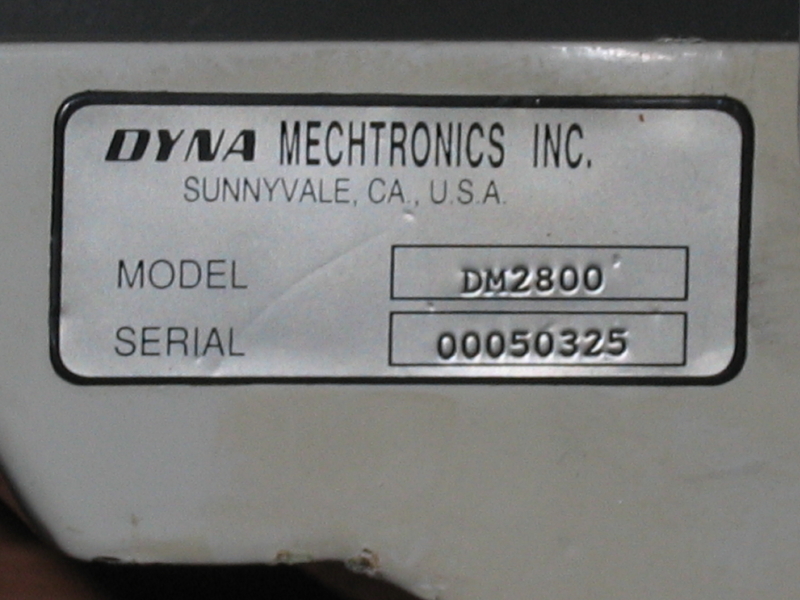 DYNA MECHTRONICS INC.
SUNNYVALE, CA., U.S.A.
MODEL DM2800
SERIAL 00050325